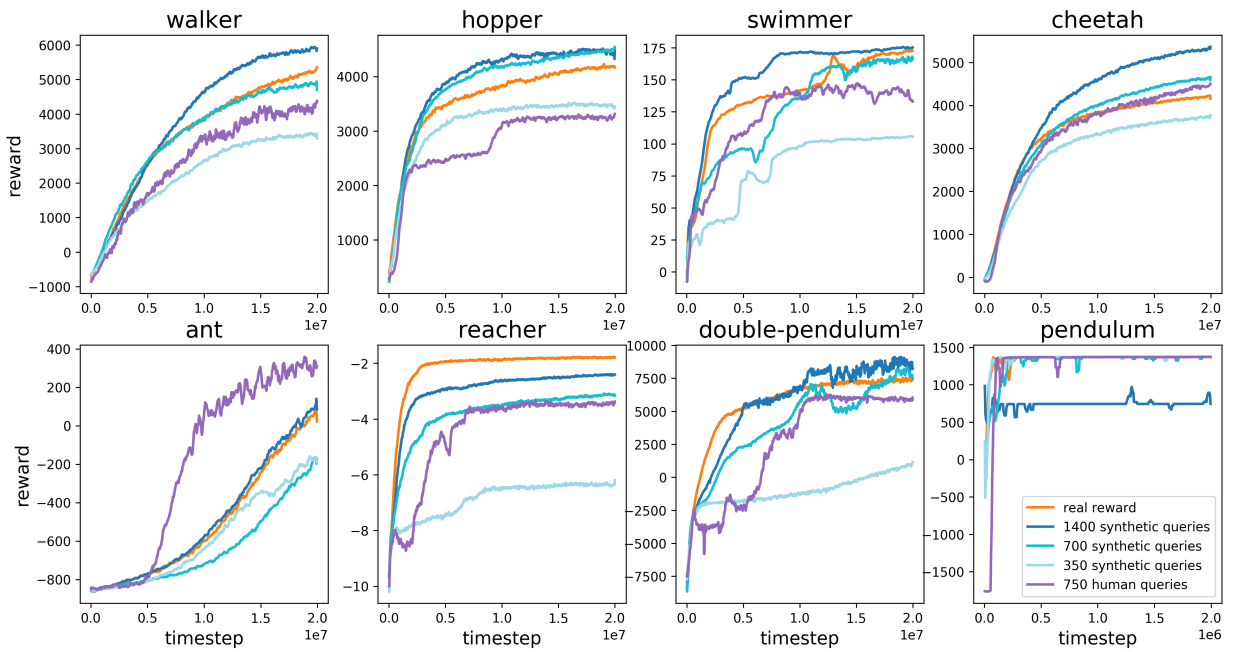 walker hopper swimmer cheetah
reward
6000
5000
4000
3000
2000
1000
0
−1000
0.0 0.5 1.0 1.5 2.0
1e7
4000
3000
2000
1000
0.0 0.5 1.0 1.5 2.0
1e7
175
150
125
100
75
50
25
0
0.0 0.5 1.0 1.5 2.0
1e7
5000
4000
3000
2000
1000
0
0.0 0.5 1.0 1.5 2.0
1e7
ant reacher double-pendulum pendulum
reward
400
200
0
−200
−400
−600
−800
0.0 0.5 1.0 1.5 2.0
timestep 1e7
−2
−4
−6
−8
−10
0.0 0.5 1.0 1.5 2.0
timestep 1e7
10000
7500
5000
2500
0
−2500
−5000
−7500
0.0 0.5 1.0 1.5 2.0
timestep 1e7
1500
1000
500
0
−500
−1000
−1500
real reward
1400 synthetic queries
700 synthetic queries
350 synthetic queries
750 human queries
0.0 0.5 1.0 1.5 2.0
timestep 1e6